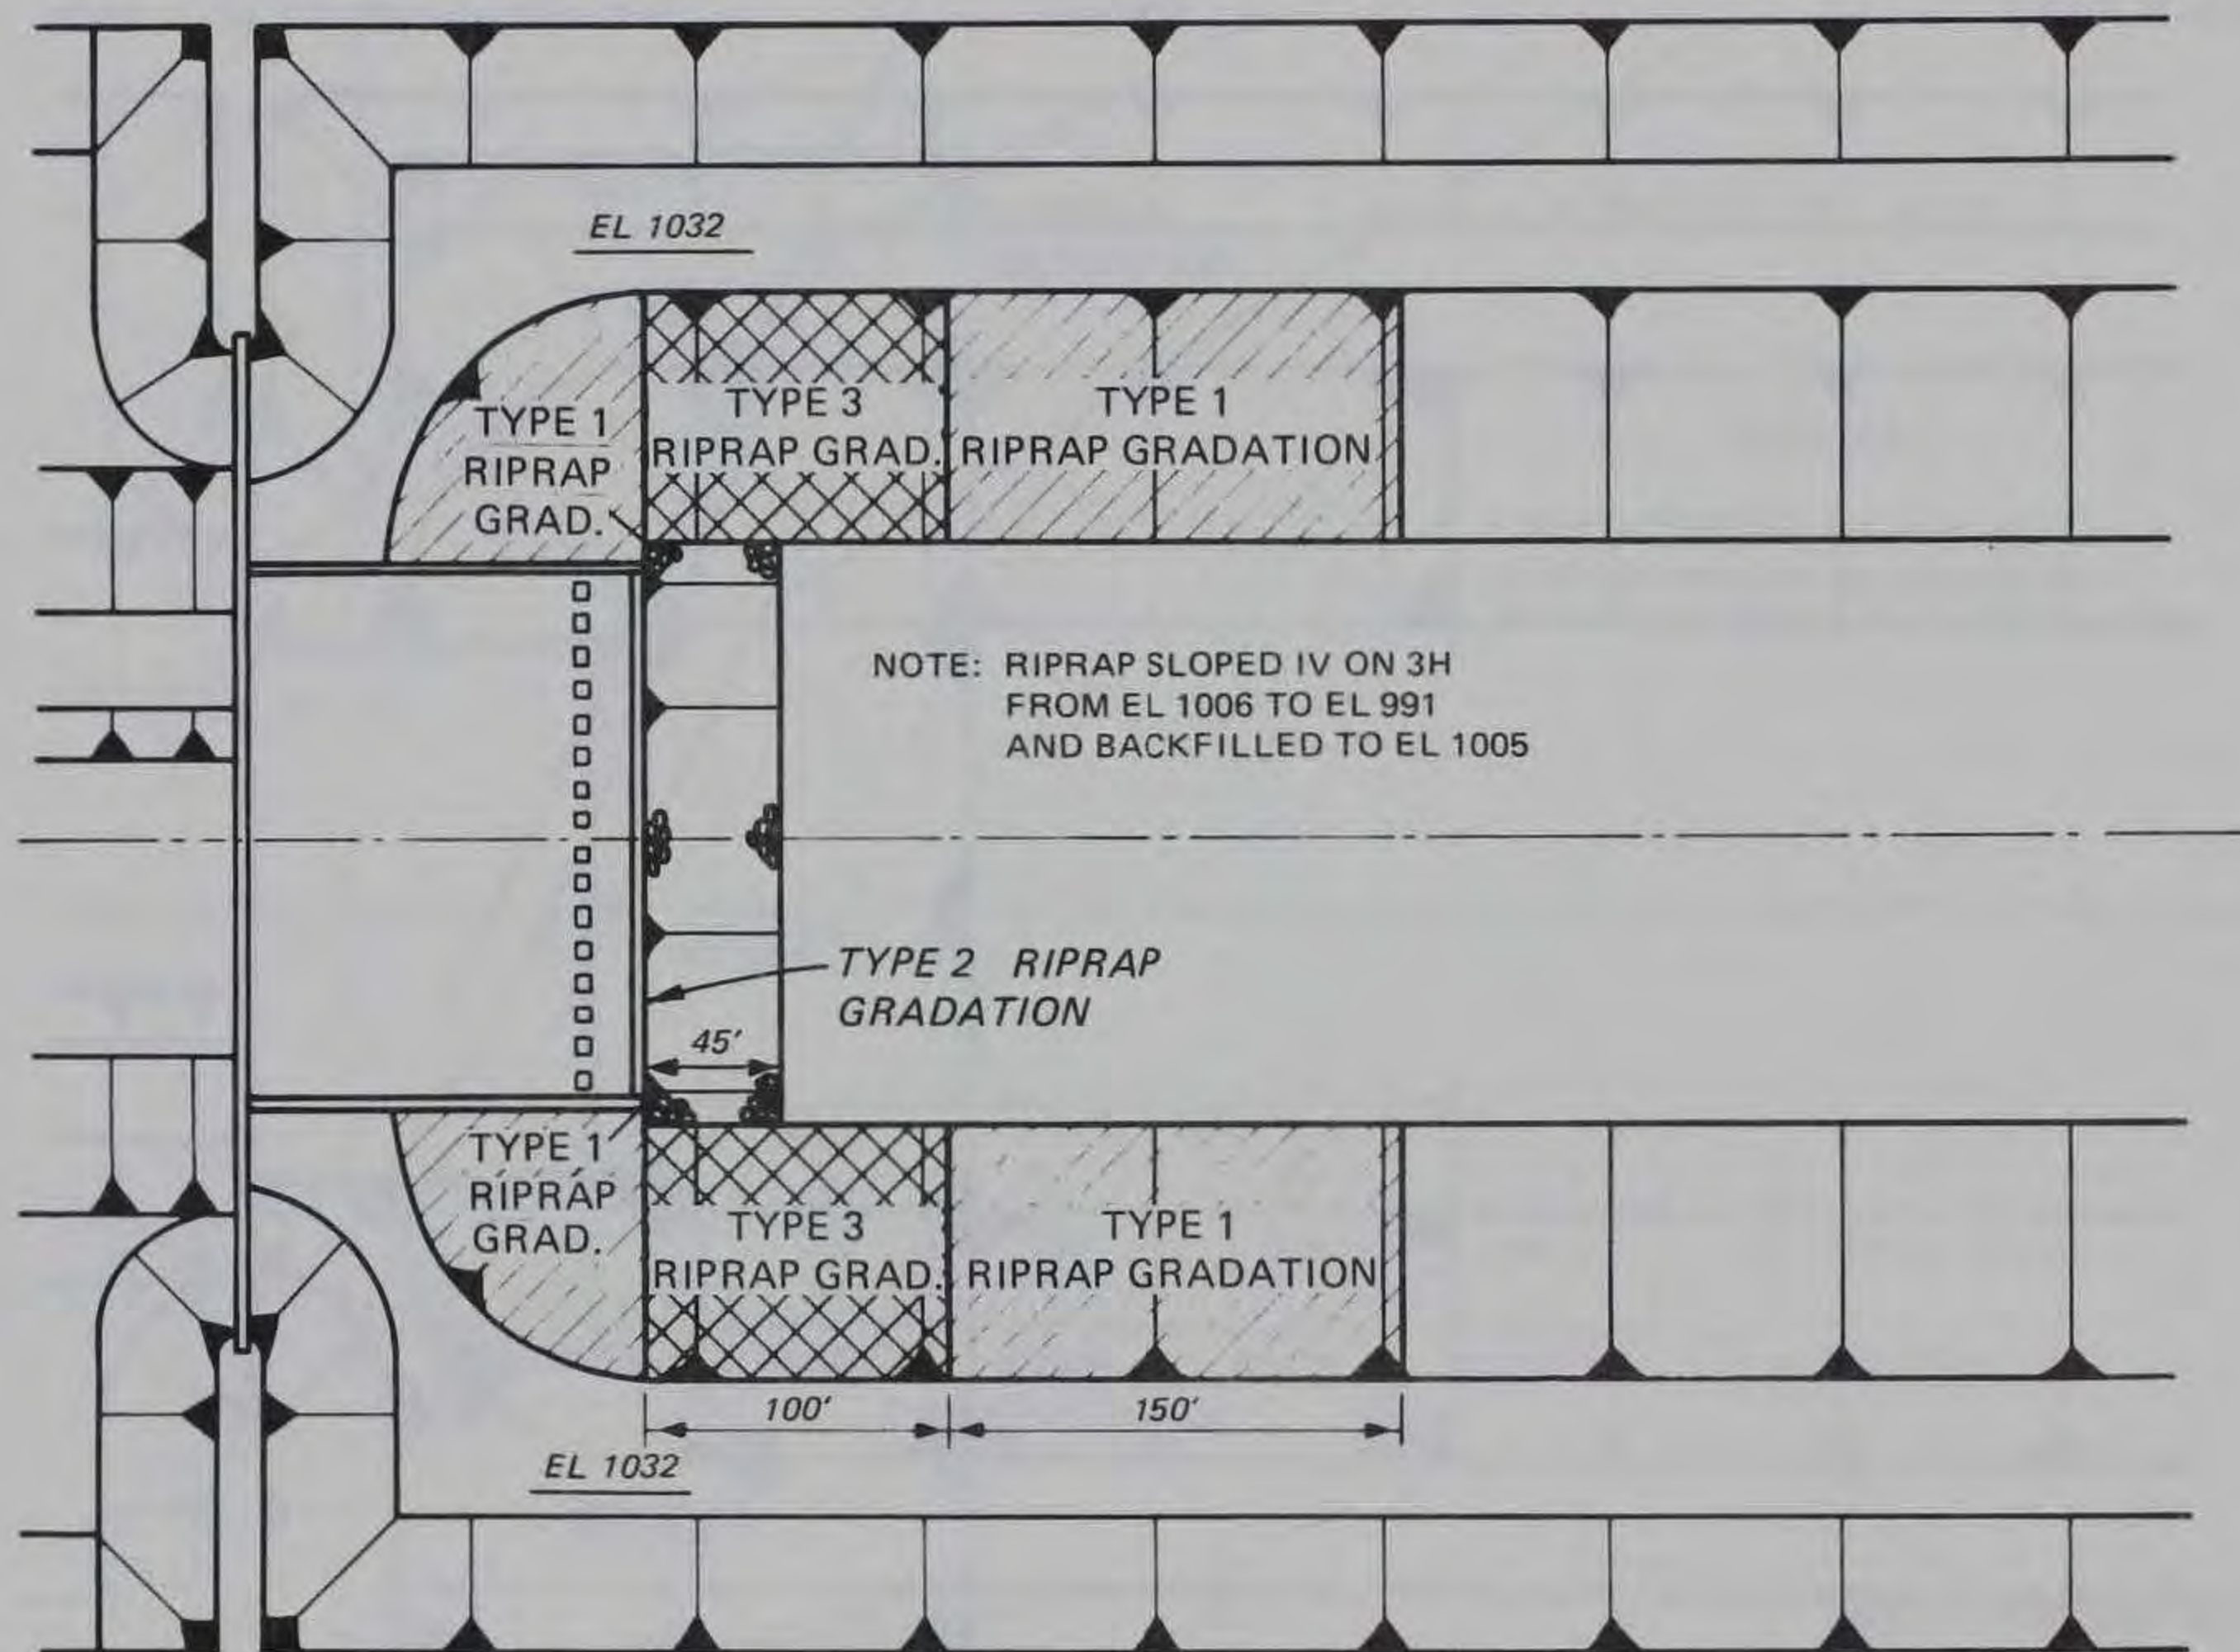 EL 1032
TYPE 1
RIPRAP
GRAD.
TYPE 3
RIPRAP GRAD.
TYPE 1
RIPRAP GRADATION
NOTE: RIPRAP SLOPED IV ON 3H
FROM EL 1006 TO EL 991
AND BACKFILLED TO EL 1005
TYPE 2 RIPRAP
GRADATION
45'
TYPE 1
RIPRAP
GRAD.
TYPE 3
RIPRAP GRAD.
TYPE 1
RIPRAP GRADATION
100'
150'
EL 1032